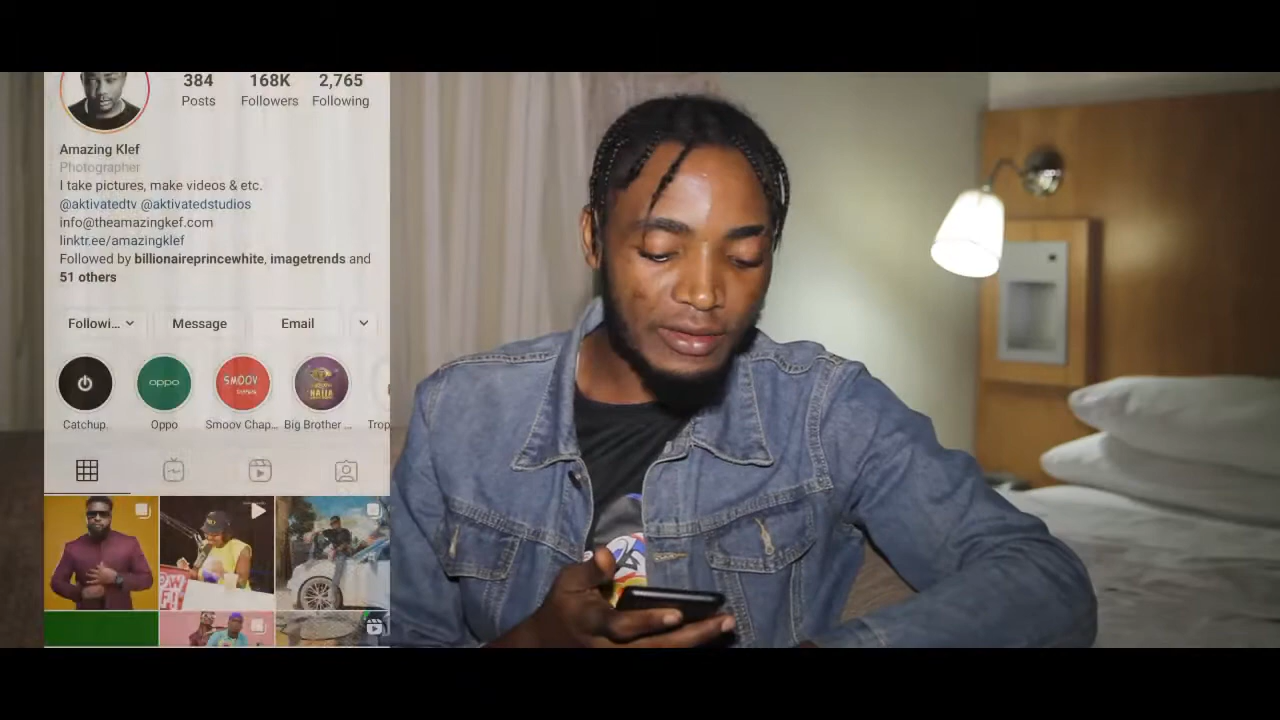 384 168K 2,765
Posts Followers Following
Amazing Klef
Photographer
I take pictures, make videos & etc.
@aktivatedtv @aktivatedstudios
info@theamazingkef.com
linktr.ee/amazingklef
Followed by billionaireprincewhite, imagetrends and
51 others
Followi... Message Email
oppo SMOOV NAIJA
Catchup. Oppo Smoov Chap... Big Brother ... Trop